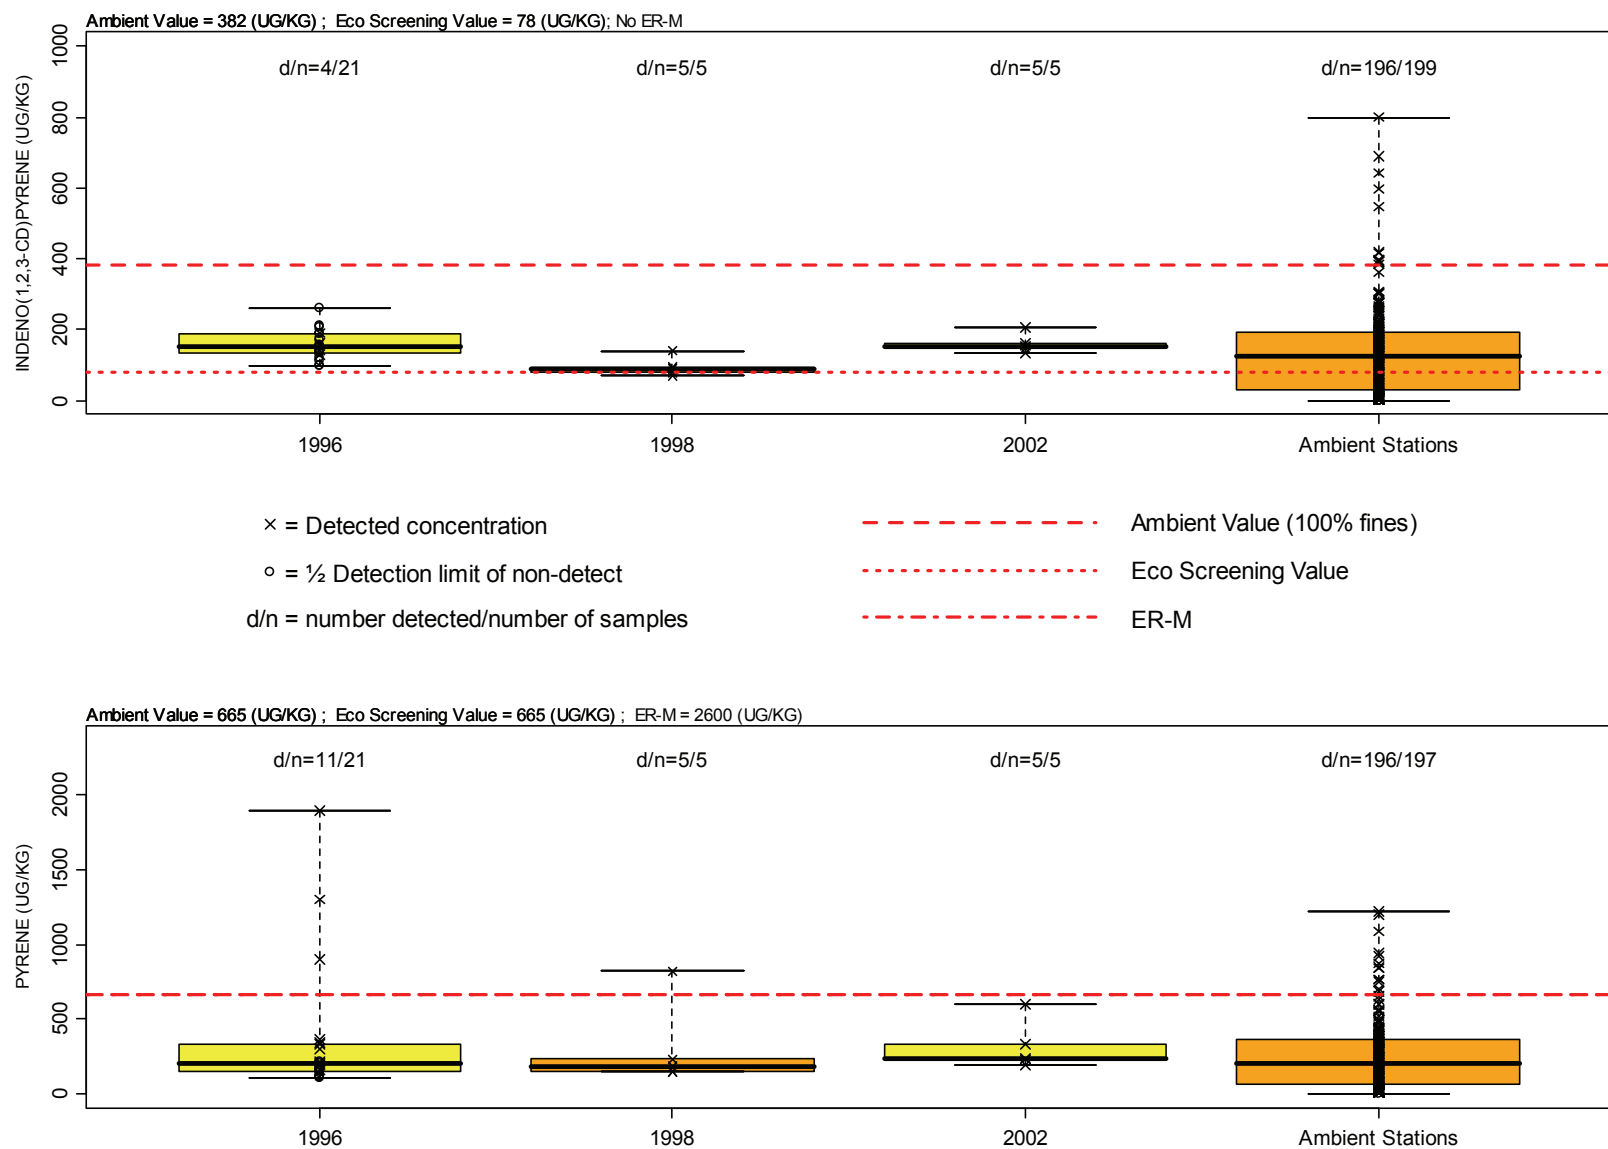 Ambient Value = 382 (UG/KG) ; Eco Screening Value = 78 (UG/KG); No ER-M
INDENO(1,2,3-CD)PYRENE (UG/KG)
1000
800
600
400
200
0
d/n=4/21
d/n=5/5
d/n=5/5
d/n=196/199
1996
1998
2002
Ambient Stations
× = Detected concentration
o = ½ Detection limit of non-detect
d/n = number detected/number of samples
Ambient Value (100% fines)
Eco Screening Value
ER-M
Ambient Value = 665 (UG/KG) ; Eco Screening Value = 665 (UG/KG) ; ER-M = 2600 (UG/KG)
PYRENE (UG/KG)
2000
1500
1000
500
0
d/n=11/21
d/n=5/5
d/n=5/5
d/n=196/197
1996
1998
2002
Ambient Stations